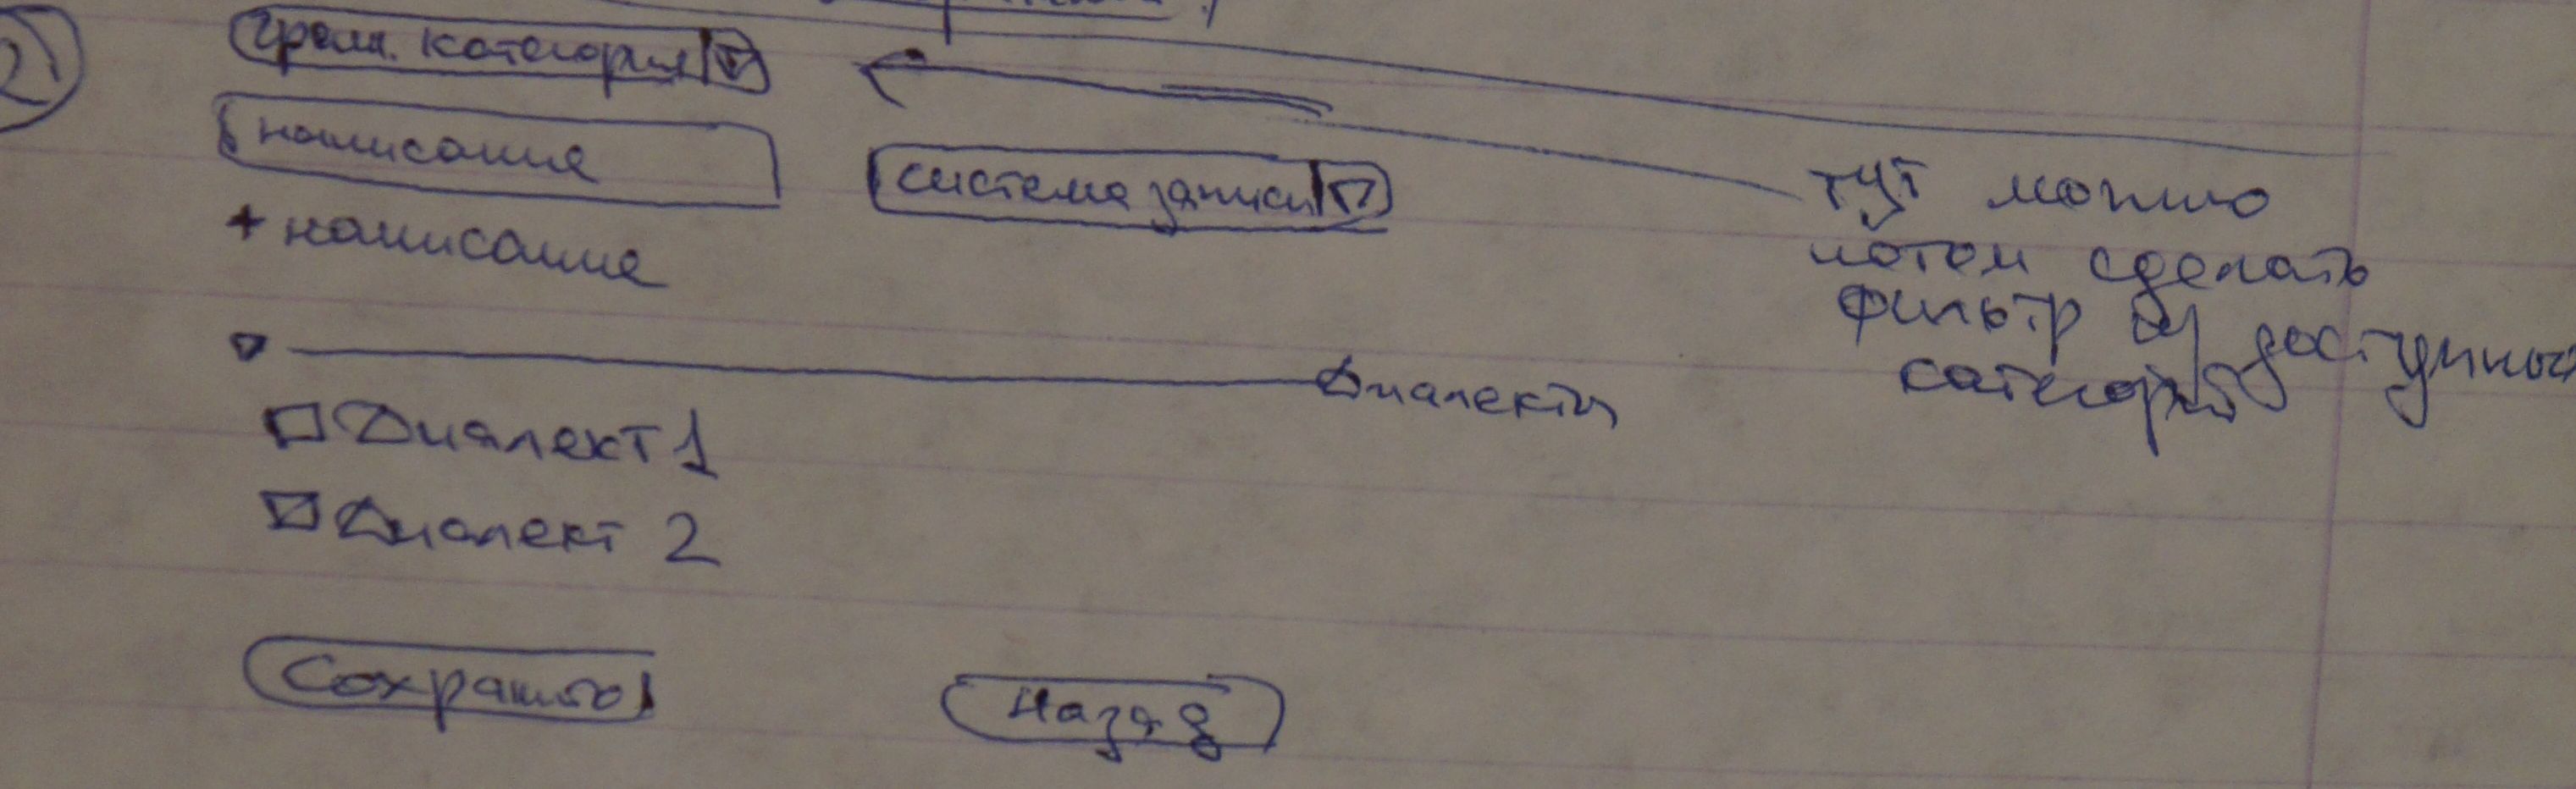 2)
грам. категория
написание
система записи
+ написание
диалекты
Диалект 1
Диалект 2
Сохранить
Назад
тут можно
потом сделать
фильтр из доступных
категорий